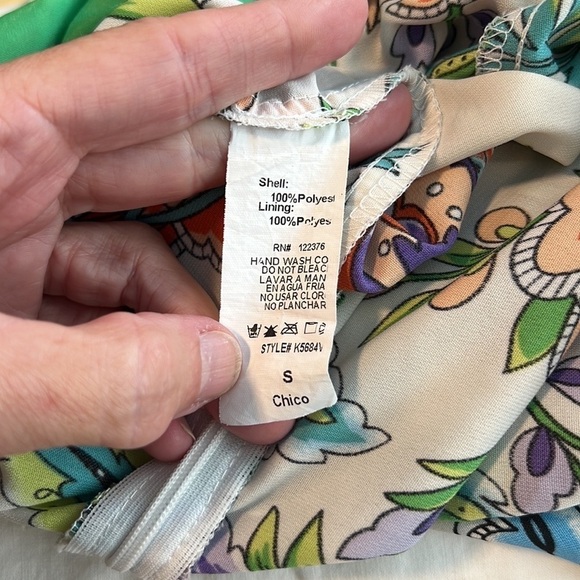 Shell:
100%Polyest
Lining:
100%Polyes
RN# 122376
HAND WASH CO
DO NOT BLEAC
LAVAR A MAN
EN AGUA FRIA
NO USAR CLOR
NO PLANCHAR
STYLE# K5684V
S
Chico